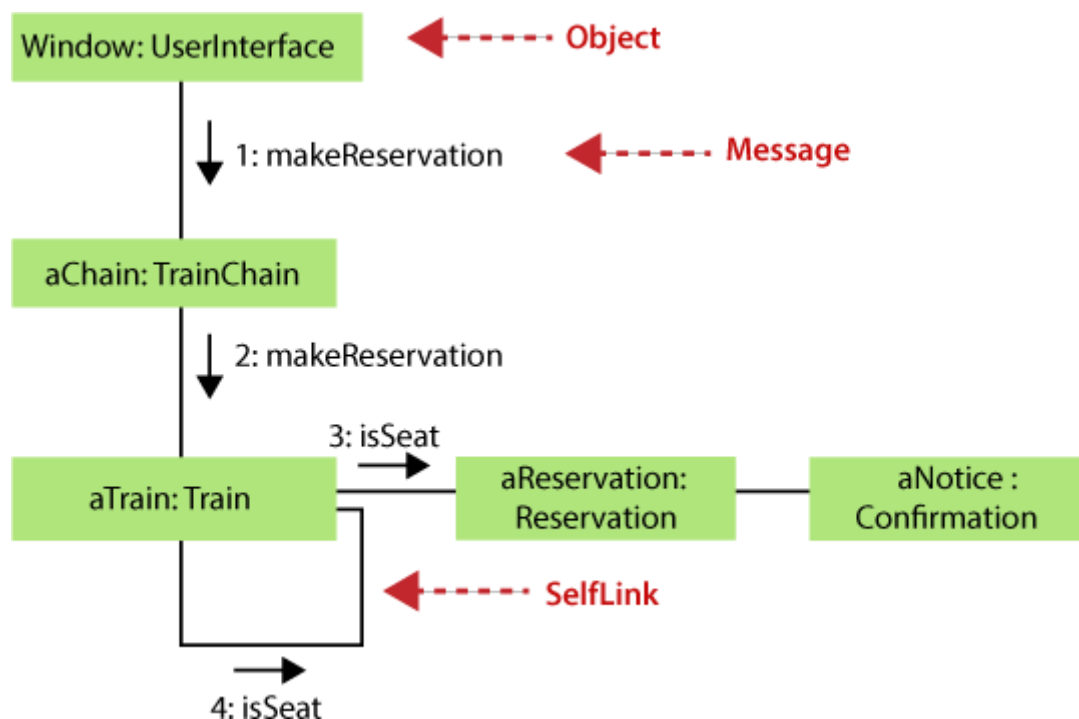 Window: UserInterface
Object
1: makeReservation
Message
aChain: TrainChain
2: makeReservation
3: isSeat
aTrain: Train
aReservation:
Reservation
aNotice :
Confirmation
SelfLink
4: isSeat